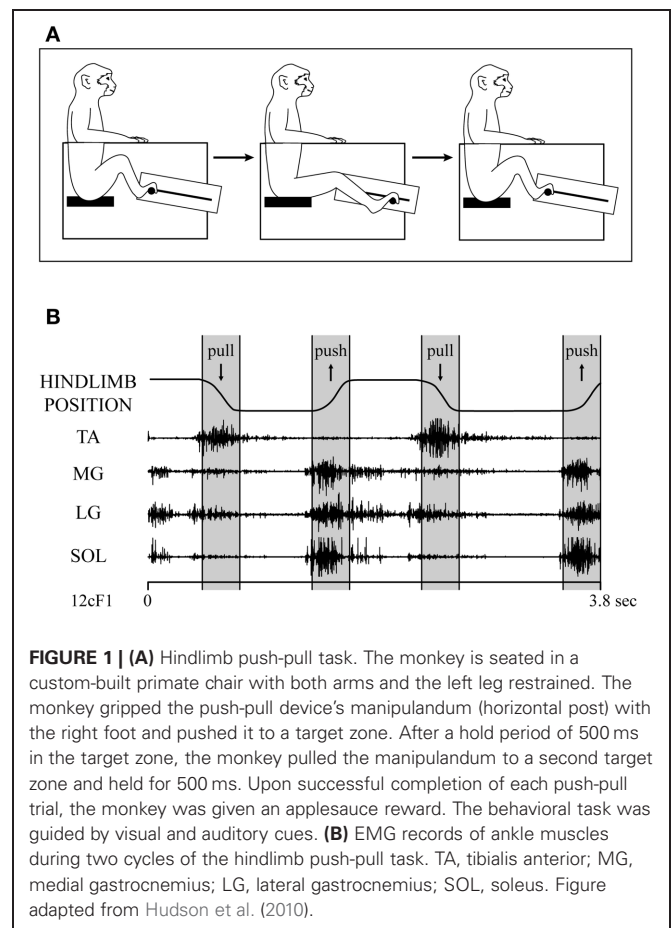 A
B
pull push pull push
HINDLIMB
POSITION
TA
MG
LG
SOL
12cF1 0 3.8 sec
FIGURE 1 | (A) Hindlimb push-pull task. The monkey is seated in a
custom-built primate chair with both arms and the left leg restrained. The
monkey gripped the push-pull device's manipulandum (horizontal post) with
the right foot and pushed it to a target zone. After a hold period of 500 ms
in the target zone, the monkey pulled the manipulandum to a second target
zone and held for 500 ms. Upon successful completion of each push-pull
trial, the monkey was given an applesauce reward. The behavioral task was
guided by visual and auditory cues. (B) EMG records of ankle muscles
during two cycles of the hindlimb push-pull task. TA, tibialis anterior; MG,
medial gastrocnemius; LG, lateral gastrocnemius; SOL, soleus. Figure
adapted from Hudson et al. (2010).